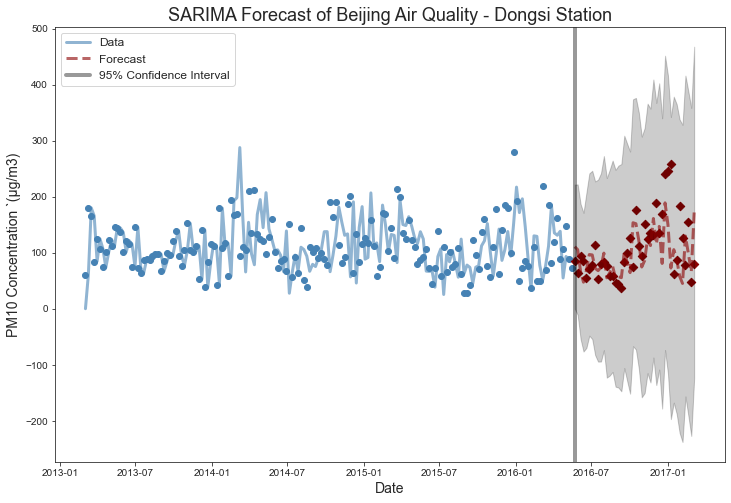 SARIMA Forecast of Beijing Air Quality - Dongsi Station
Data
Forecast
95% Confidence Interval
PM10 Concentration `(µg/m3)
500
400
300
200
100
0
−100
−200
2013-01
2013-07
2014-01
2014-07
2015-01
2015-07
2016-01
2016-07
2017-01
Date